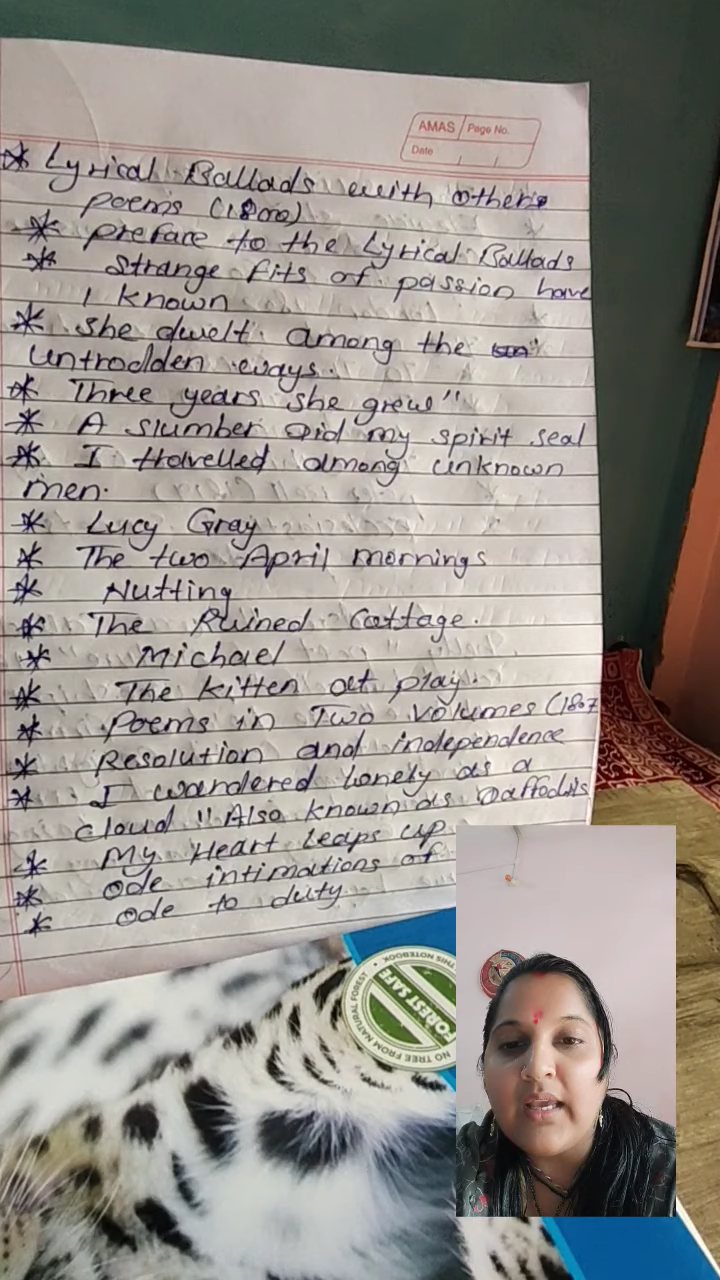 AMAS Page No.
Date
* Lyrical Ballads with others
poems (1800)
* preface to the Lyrical Ballads
* Strange fits of passion have
I known
* She dwelt among the
untrodden ways.
* Three years she grew"
* A slumber did my spirit seal
* I travelled among unknown
men.
* Lucy Gray
* The two April mornings
* Nutting
* The Ruined Cottage.
* Michael
* The kitten at play.
* Poems in Two volumes (1807
* Resolution and independence
* I wandered lonely as a
cloud " Also known as Daffodils
* My Heart leaps up
* ode intimations of
* ode to duty
THIS NOTEBOOK
FOREST SAFE
NO TREE FROM NATURAL FOREST